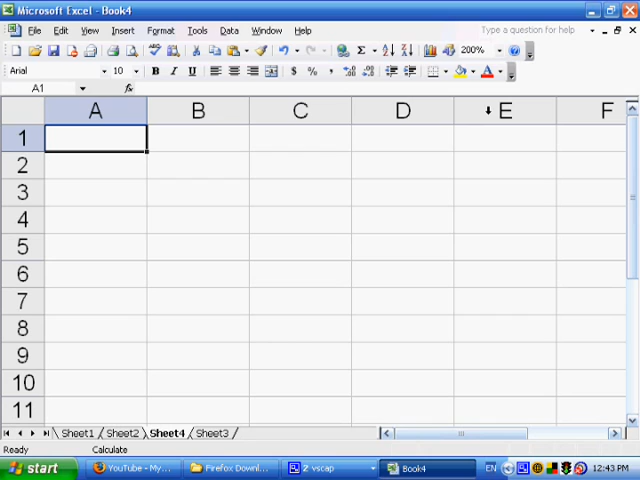 Microsoft Excel - Book4
File Edit View Insert Format Tools Data Window Help
Type a question for help
Σ 200%
Arial 10 B I U $ % , A
A1 fx
A B C D E F
1
2
3
4
5
6
7
8
9
10
11
Sheet1 Sheet2 Sheet4 Sheet3
Ready Calculate
start YouTube - My... Firefox Downl... 2 vscap Book4 EN 12:43 PM